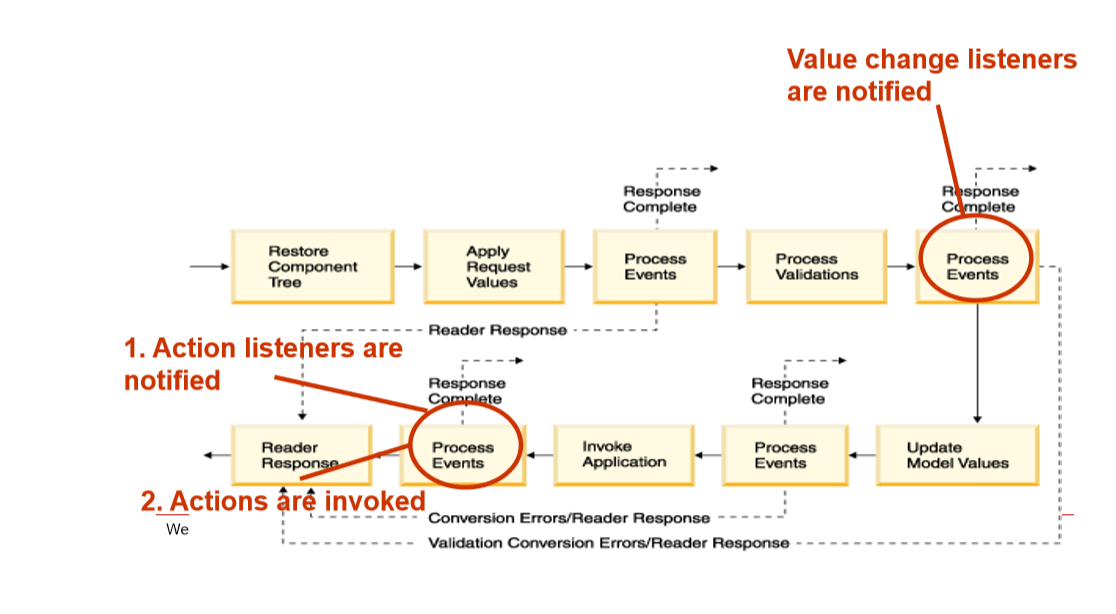 Value change listeners
are notified
Response
Complete
Response
Complete
Restore
Component
Tree
Apply
Request
Values
Process
Events
Process
Validations
Process
Events
Reader Response
1. Action listeners are
notified
Response
Complete
Response
Complete
Reader
Response
Process
Events
Invoke
Application
Process
Events
Update
Model Values
2. Actions are invoked
Conversion Errors/Reader Response
We
Validation Conversion Errors/Reader Response